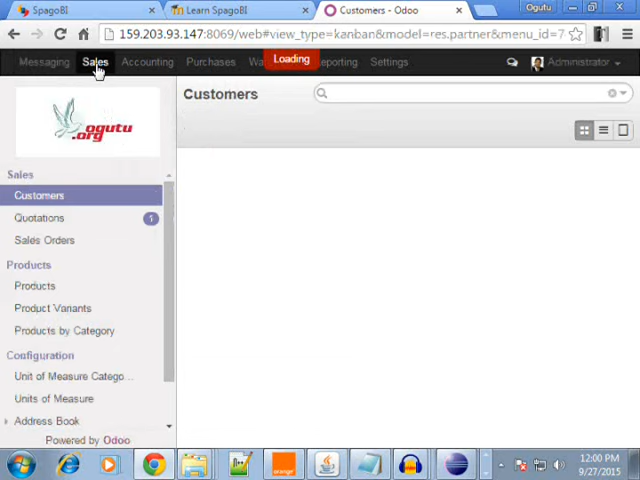 SpagoBI
Learn SpagoBI
Customers - Odoo
Ogutu
159.203.93.147:8069/web#view_type=kanban&model=res.partner&menu_id=7
Messaging Sales Accounting Purchases Loading Settings Administrator
ogutu
.org
Customers
Sales
Customers
Quotations 1
Sales Orders
Products
Products
Product Variants
Products by Category
Configuration
Unit of Measure Catego...
Units of Measure
Address Book
Powered by Odoo
orange
12:00 PM
9/27/2015